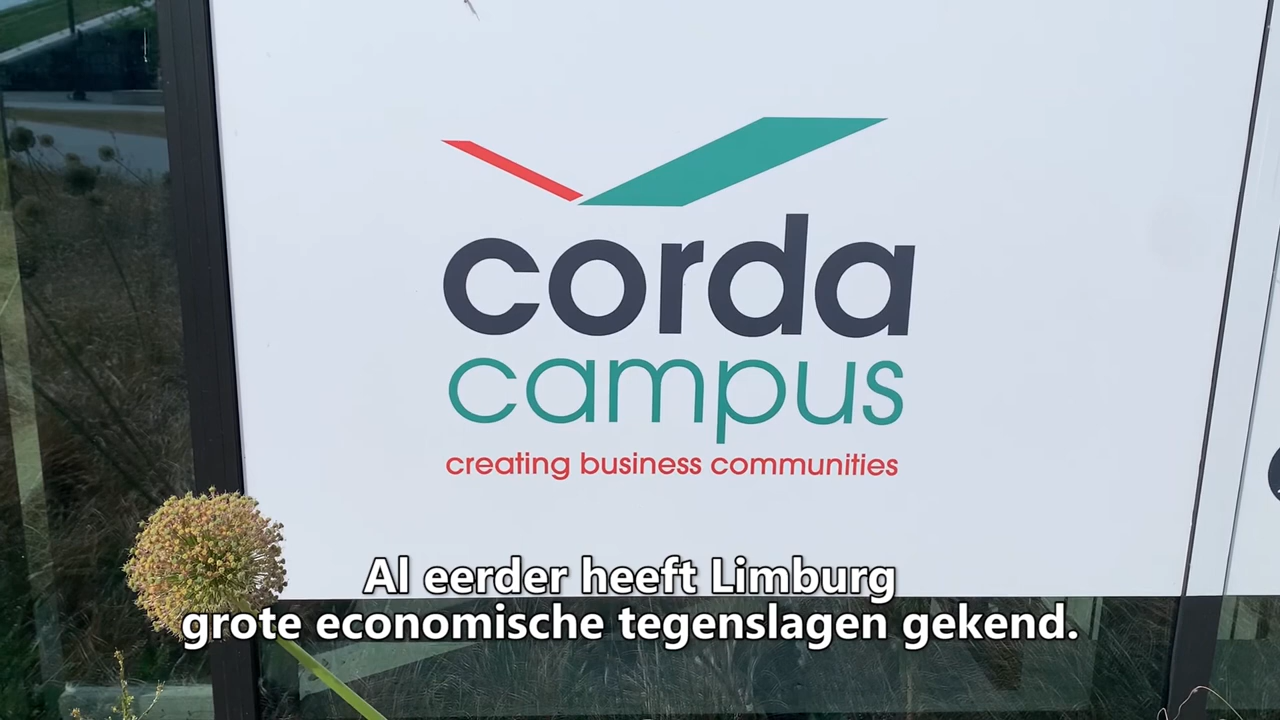 corda
campus
creating business communities
Al eerder heeft Limburg
grote economische tegenslagen gekend.